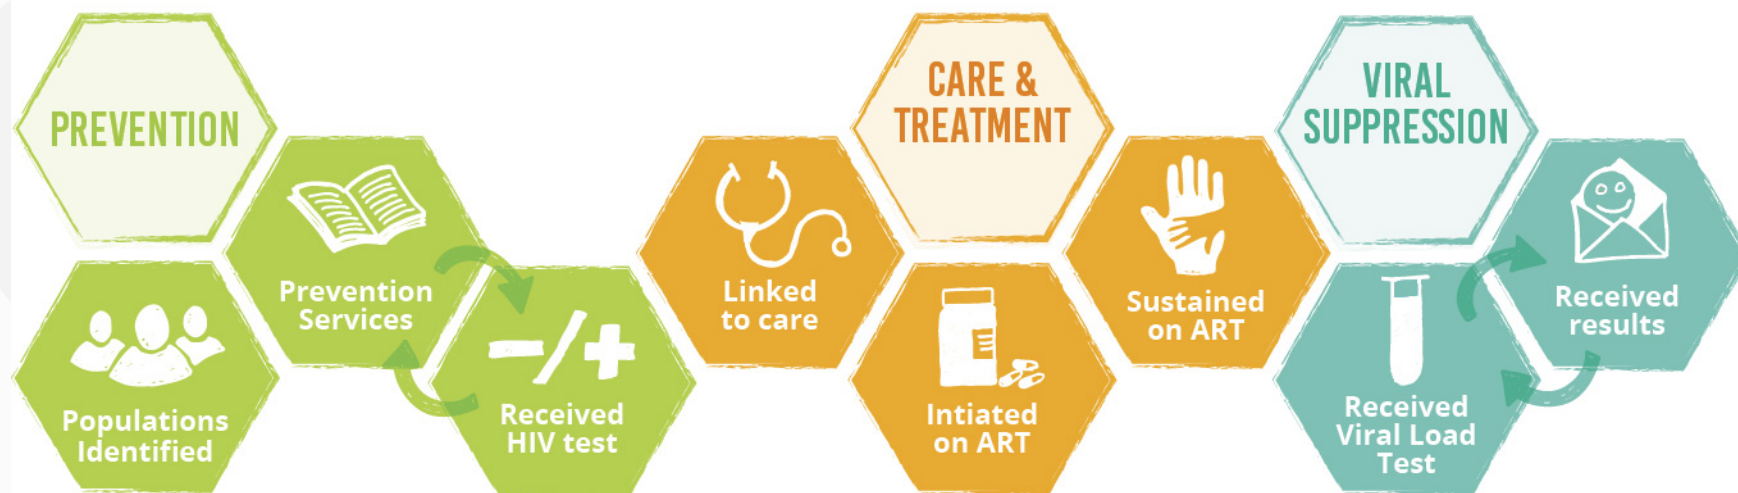 PREVENTION
Populations
Identified
Prevention
Services
Received
HIV test
Linked
to care
CARE &
TREATMENT
Intiated
on ART
Sustained
on ART
VIRAL
SUPPRESSION
Received
Viral Load
Test
Received
results